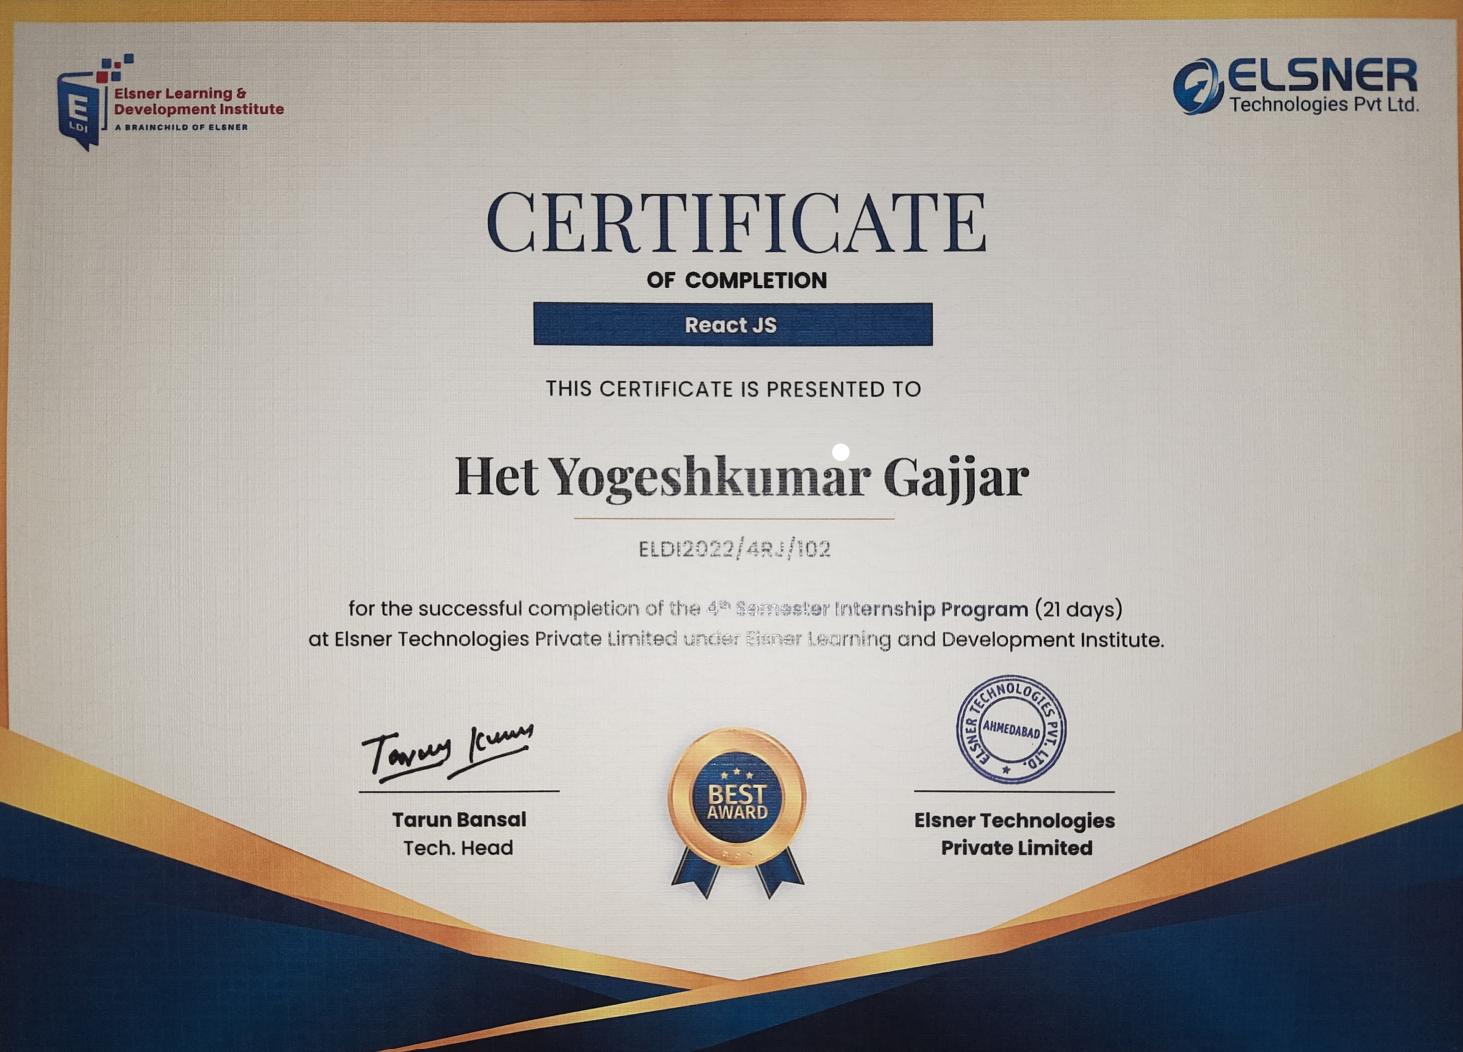 E
LDI
Elsner Learning &
Development Institute
A BRAINCHILD OF ELSNER
ELSNER
Technologies Pvt Ltd.
CERTIFICATE
OF COMPLETION
React JS
THIS CERTIFICATE IS PRESENTED TO
Het Yogeshkumar Gajjar
ELDI2022/4RJ/102
for the successful completion of the 4th Semester Internship Program (21 days)
at Elsner Technologies Private Limited under Elsner Learning and Development Institute.
Tarun Bansal
Tech. Head
BEST
AWARD
ELSNER TECHNOLOGIES PVT. LTD.
AHMEDABAD
Elsner Technologies
Private Limited